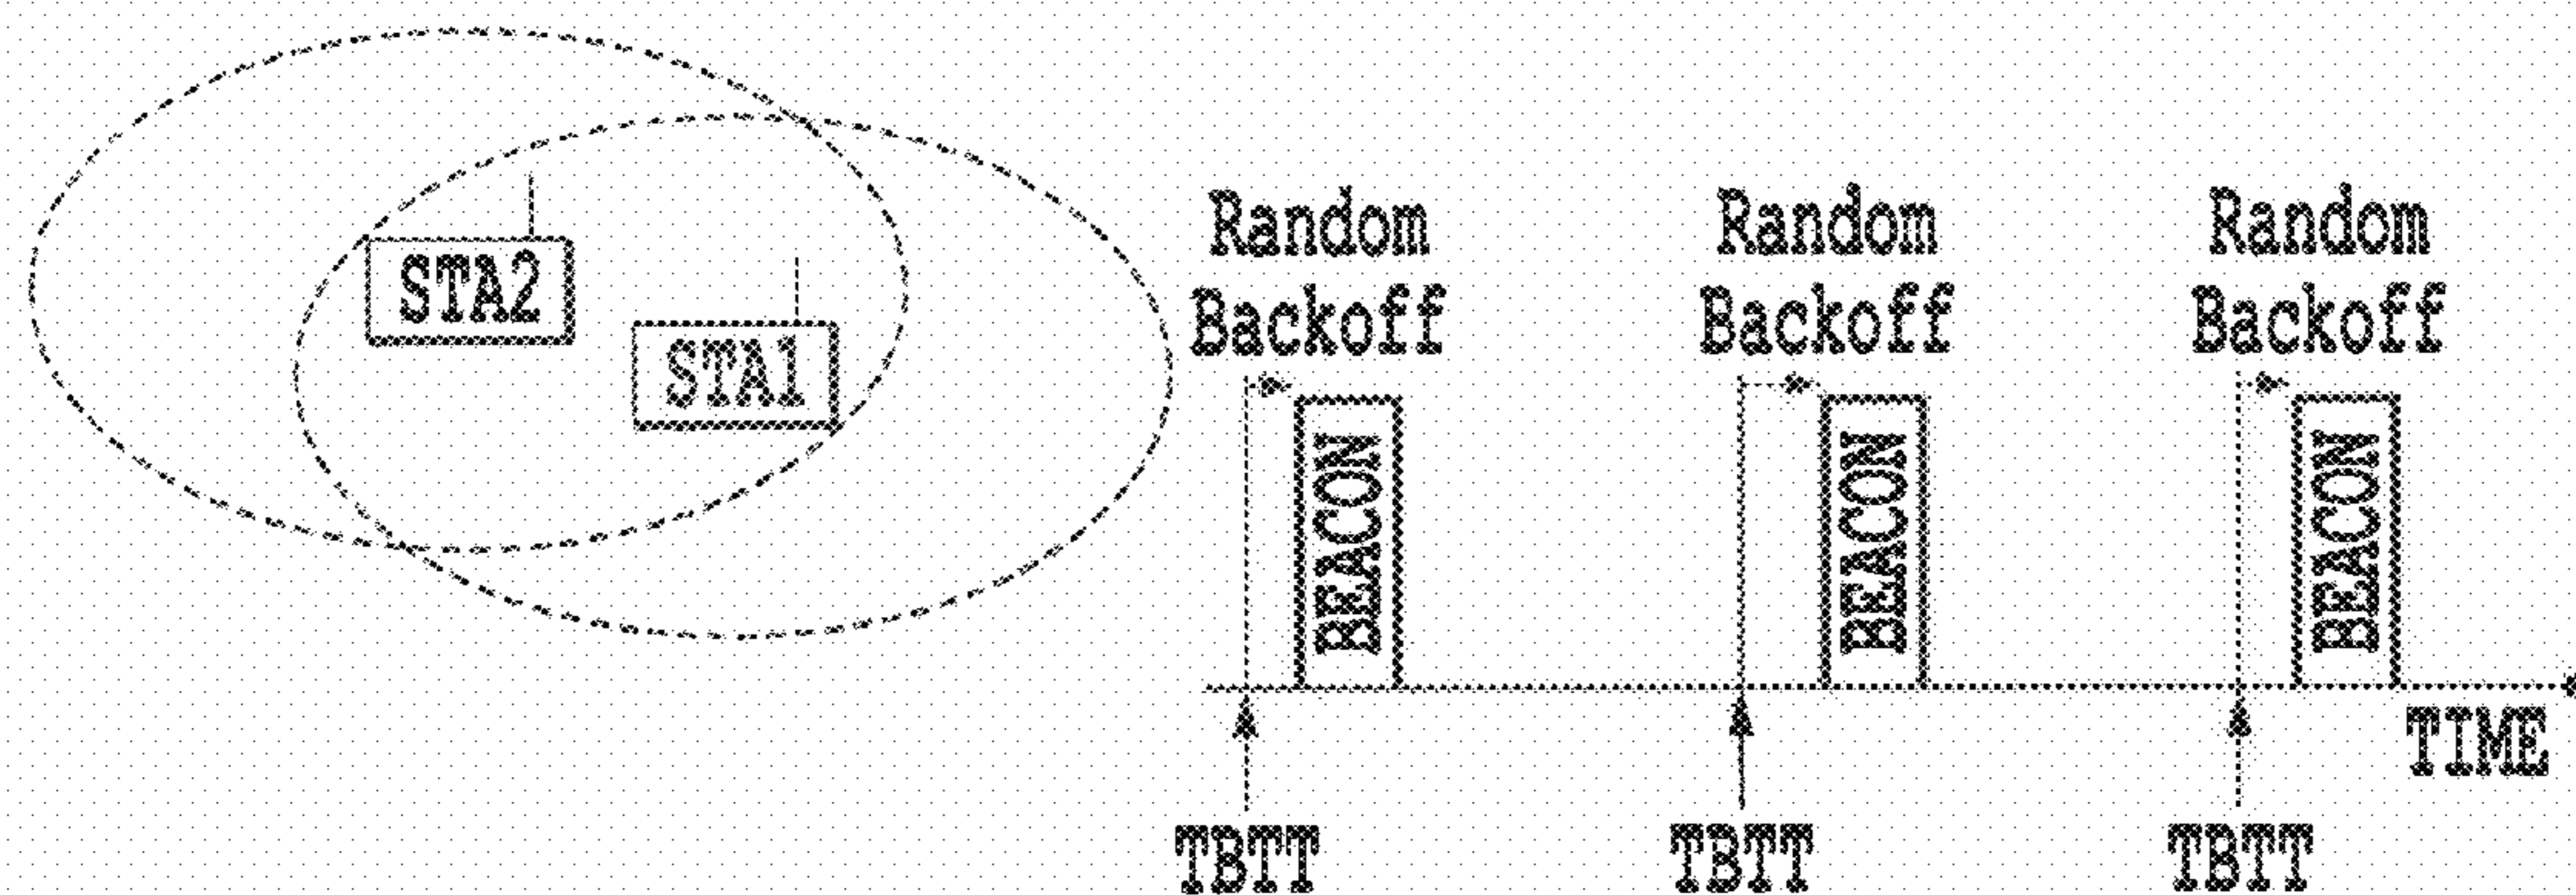 STA2
STA1
Random
Backoff
Random
Backoff
Random
Backoff
BEACON
BEACON
BEACON
TIME
TBTT
TBTT
TBTT